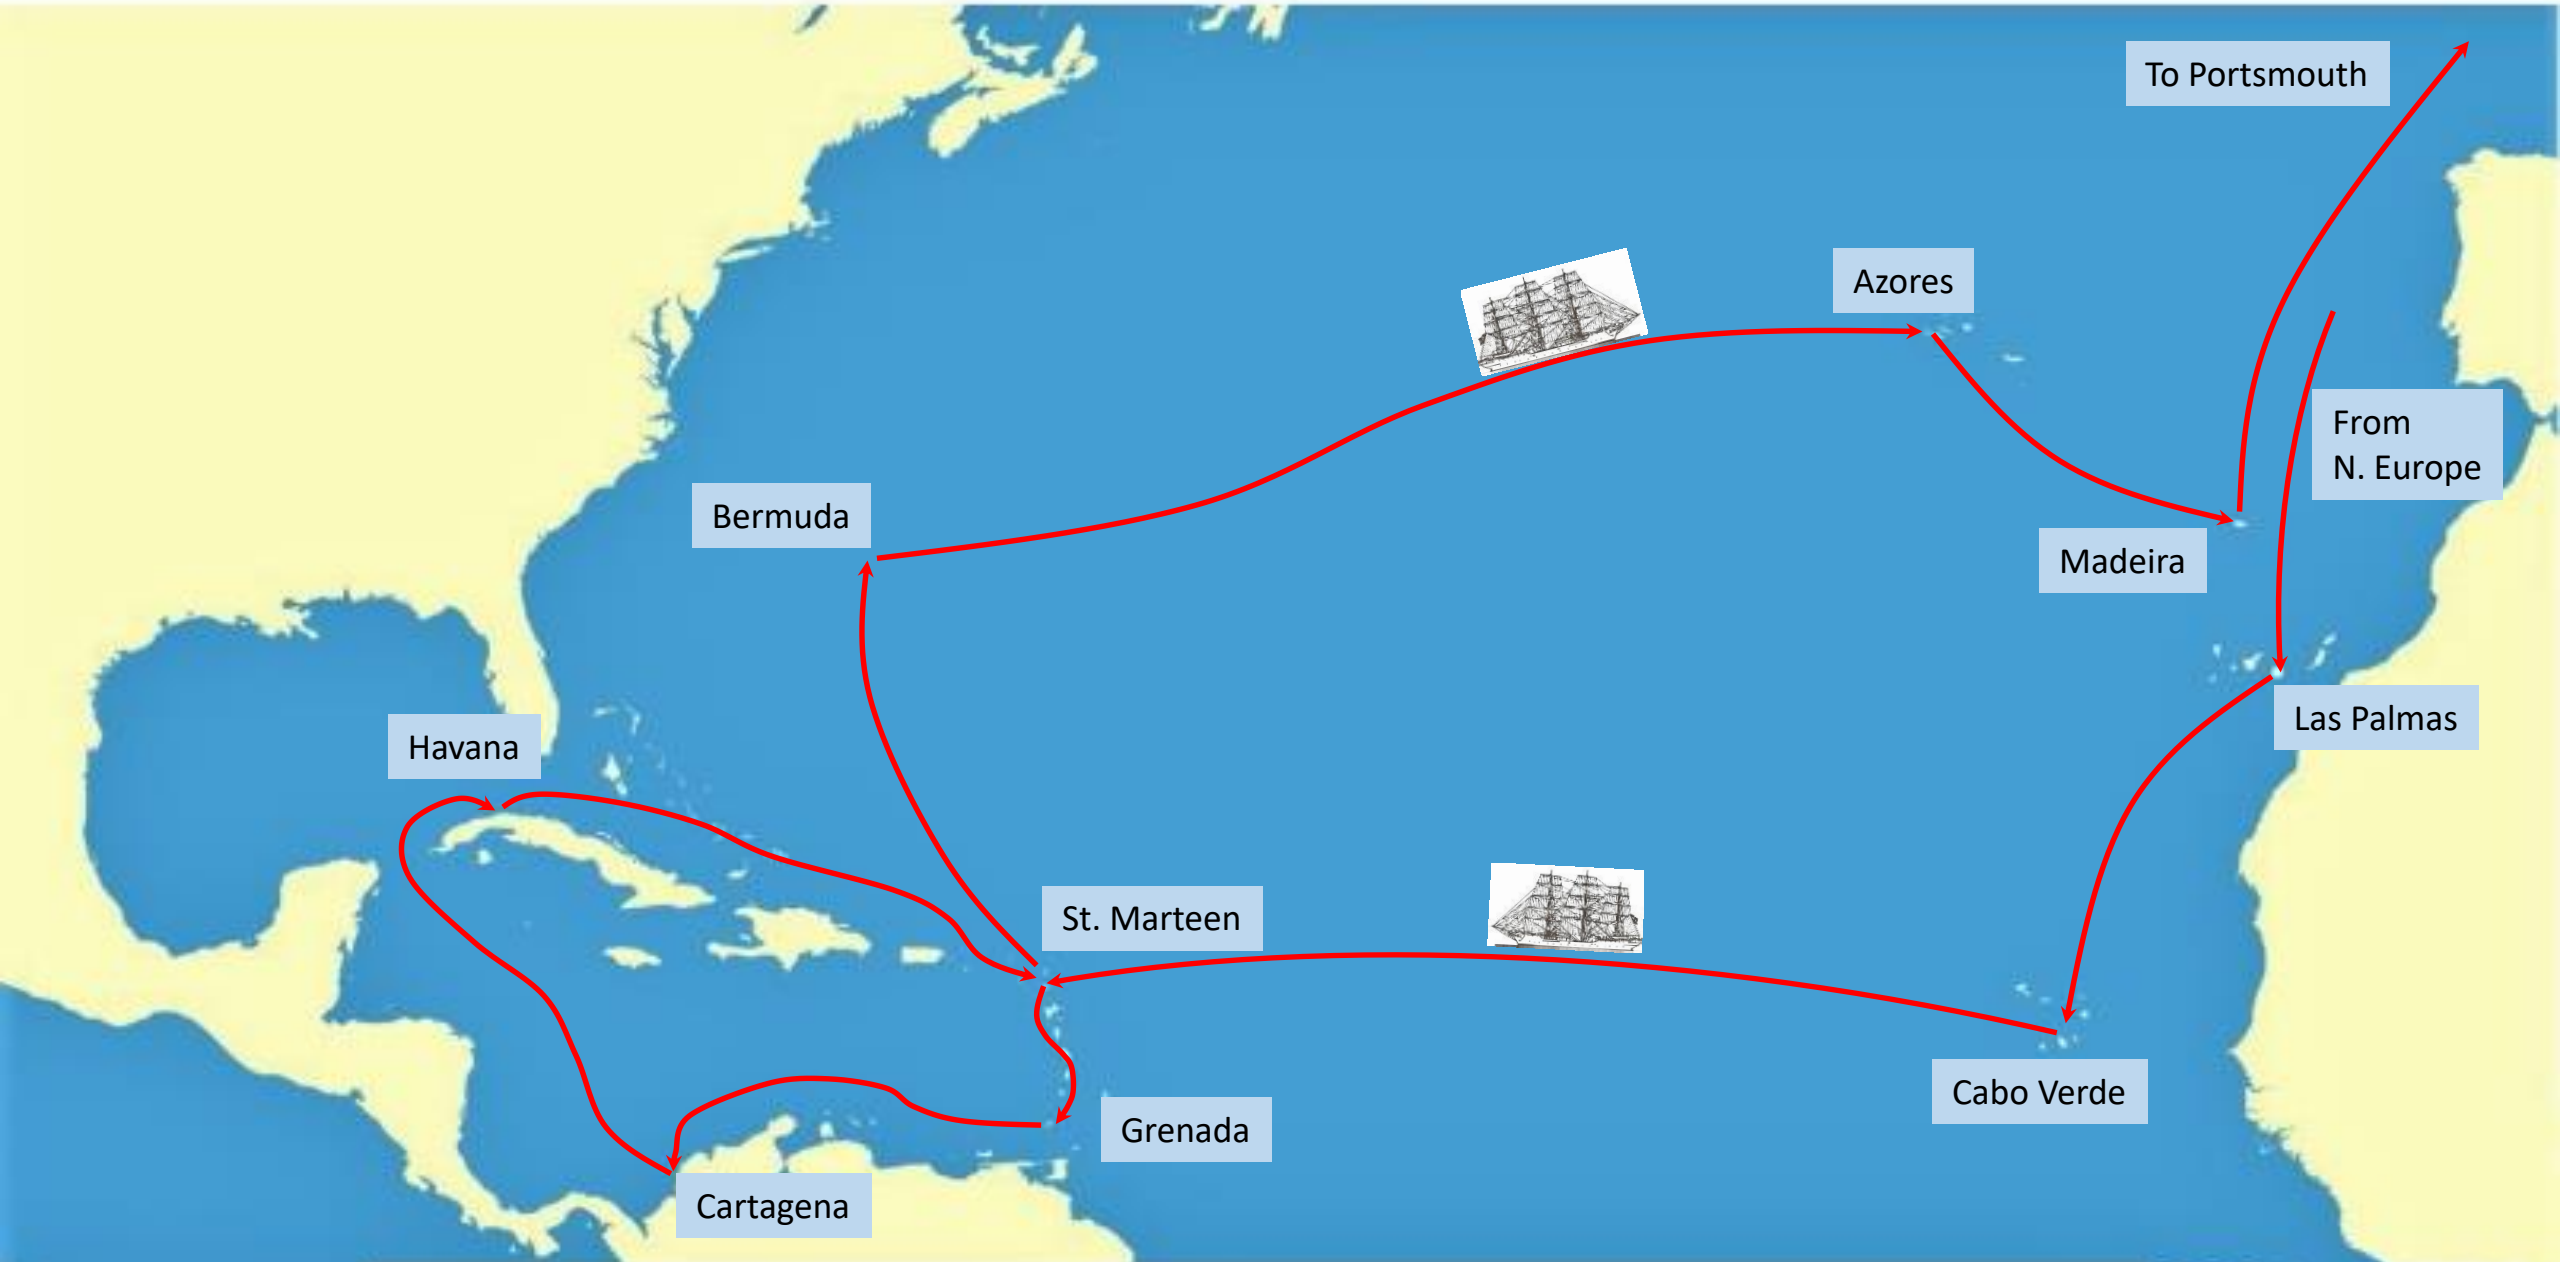 To Portsmouth
Azores
From
N. Europe
Bermuda
Madeira
Las Palmas
Havana
St. Marteen
Cabo Verde
Grenada
Cartagena